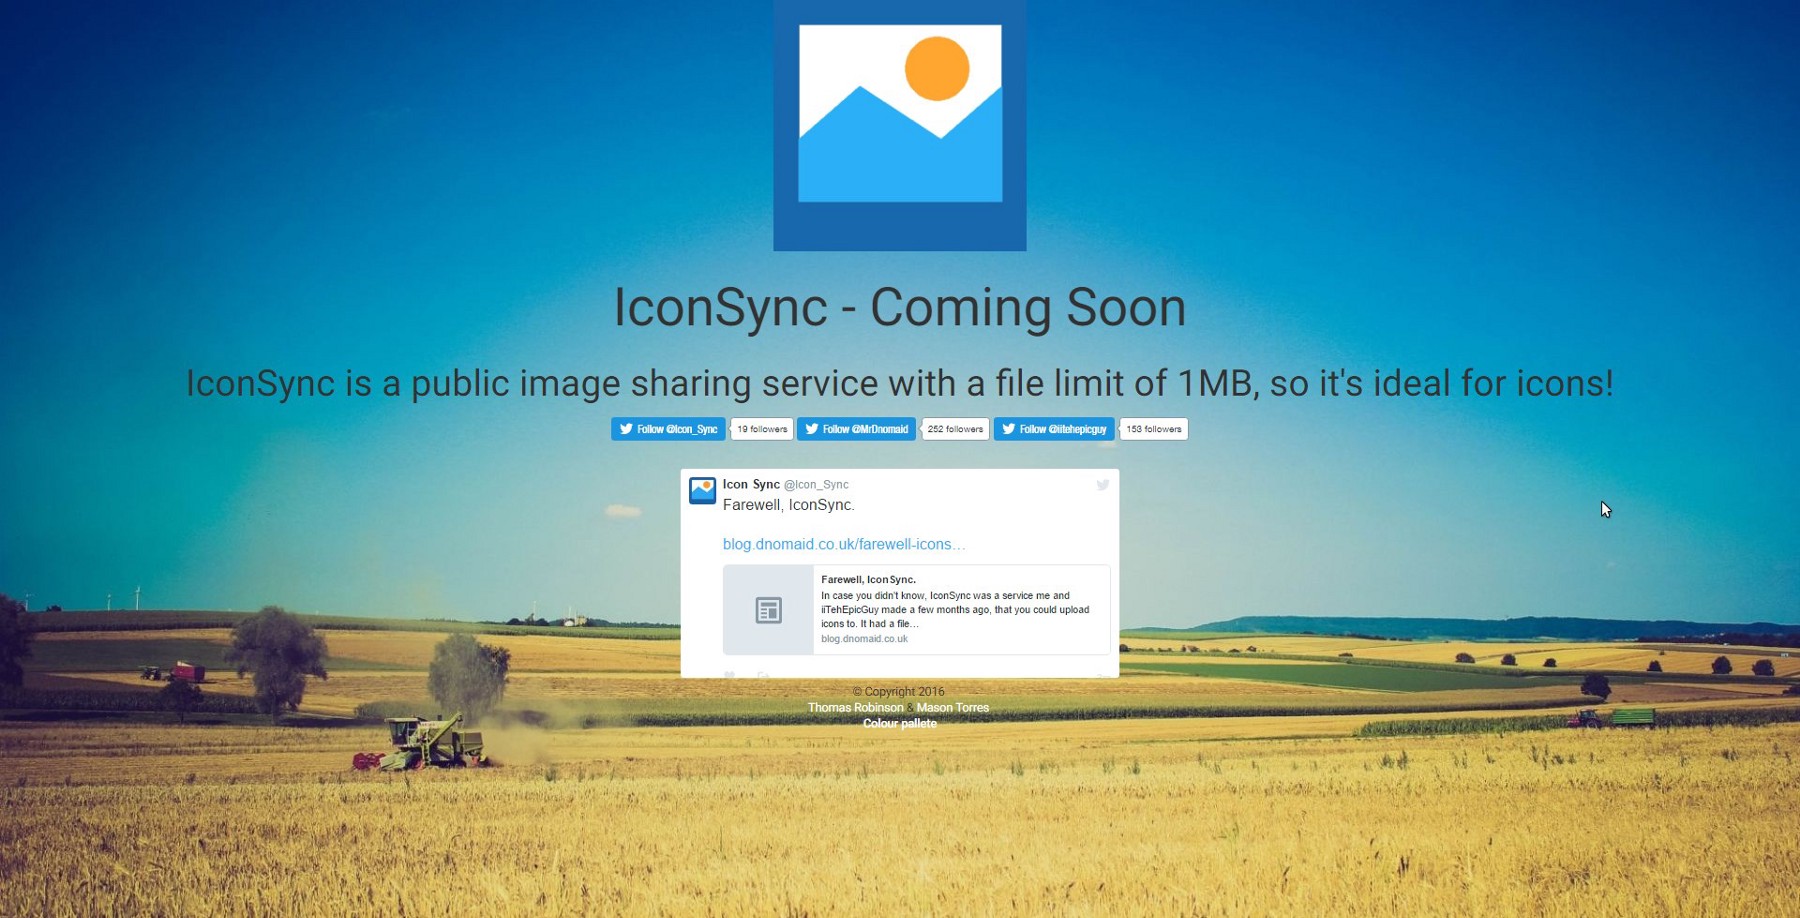 IconSync - Coming Soon
IconSync is a public image sharing service with a file limit of 1MB, so it's ideal for icons!
Follow @Icon_Sync 19 followers Follow @MrDnomaid 252 followers Follow @iitehepicguy 153 followers
Icon Sync @Icon_Sync
Farewell, IconSync.
blog.dnomaid.co.uk/farewell-icons…
Farewell, IconSync.
In case you didn't know, IconSync was a service me and
iiTehEpicGuy made a few months ago, that you could upload
icons to. It had a file…
blog.dnomaid.co.uk
© Copyright 2016
Thomas Robinson & Mason Torres
Colour pallete